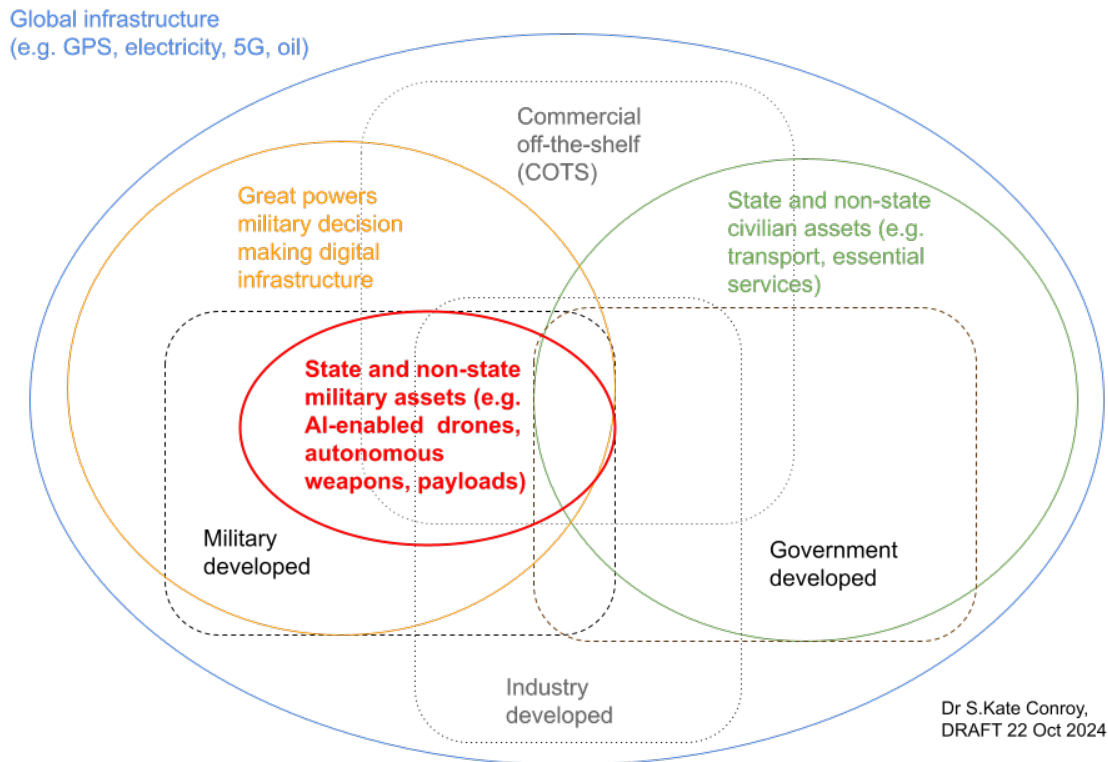 Global infrastructure
(e.g. GPS, electricity, 5G, oil)
Commercial
off-the-shelf
(COTS)
Great powers
military decision
making digital
infrastructure
State and non-state
civilian assets (e.g.
transport, essential
services)
State and non-state
military assets (e.g.
AI-enabled drones,
autonomous
weapons, payloads)
Military
developed
Government
developed
Industry
developed
Dr S.Kate Conroy,
DRAFT 22 Oct 2024